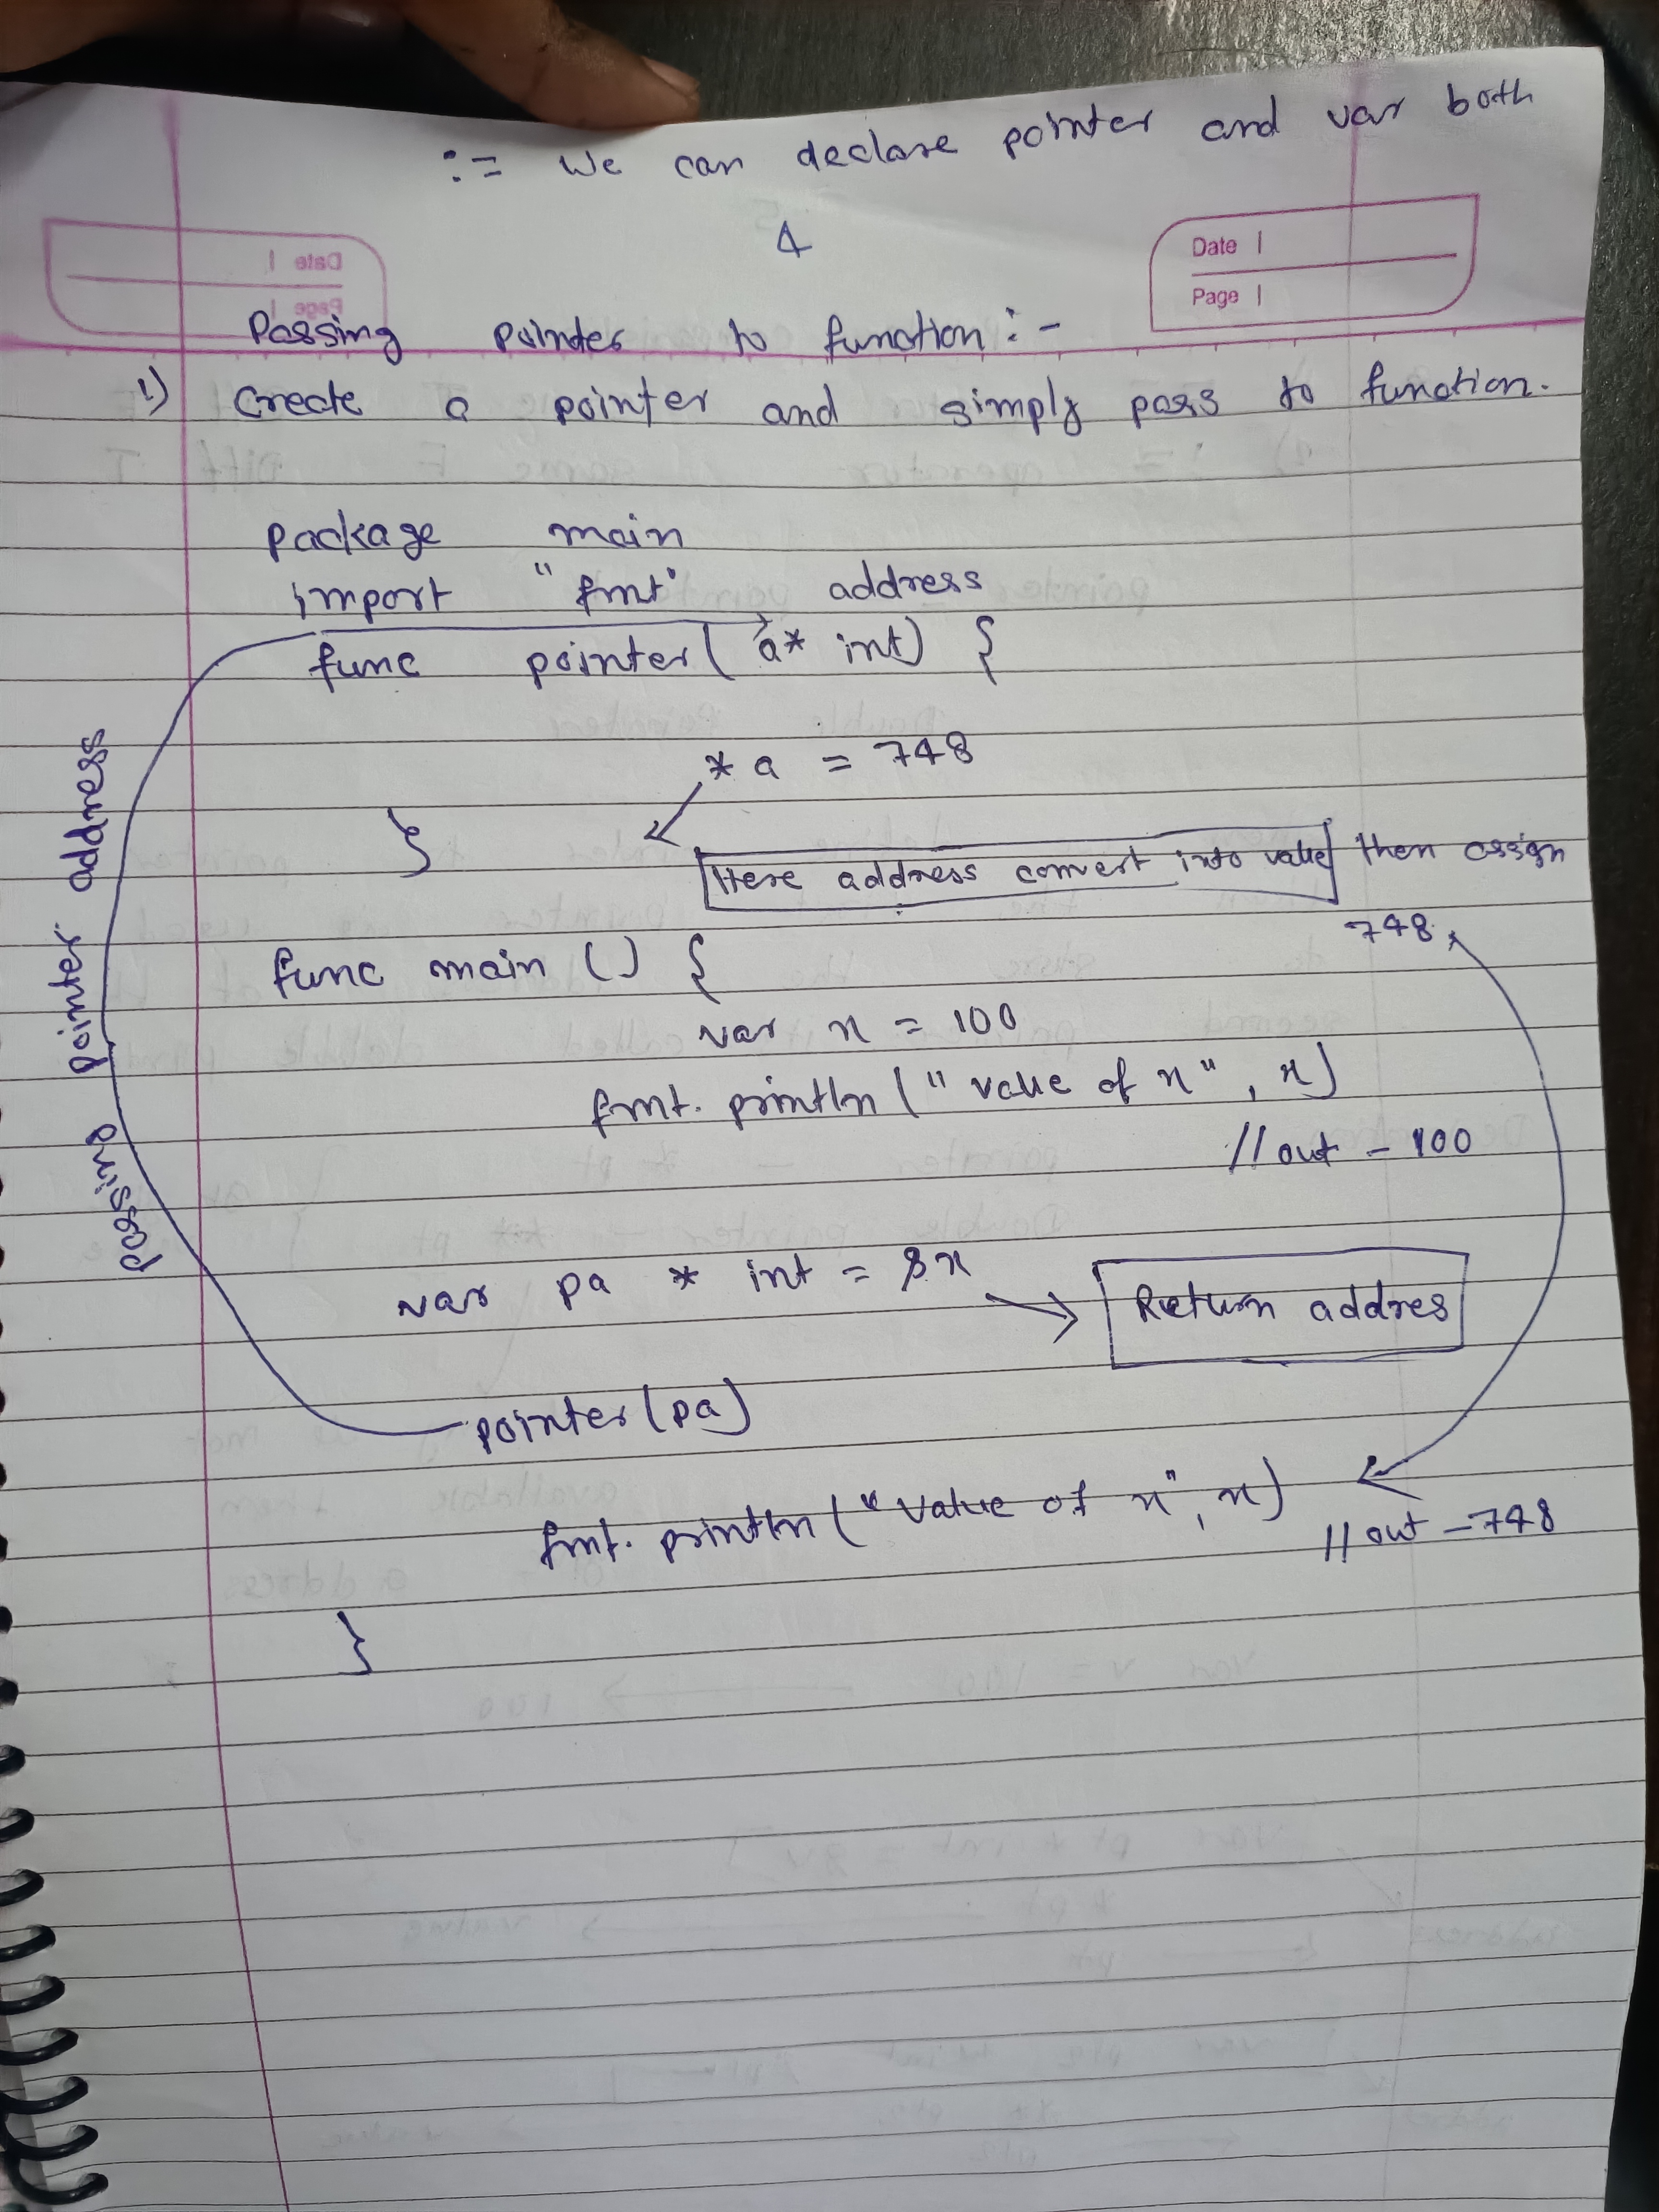 := We can declare pointer and var both
4
Date
Page
Passing pointer to function:-
1) Create a pointer and simply pass to function.
package main
import "fmt"
address
func pointer( a* int) {
*a = 748
}
Here address convert into value then assign
748
func main () {
var x = 100
fmt. println (" value of x" , x)
// out - 100
var pa * int = &x
Return addres
pointer (pa)
fmt. println ("value of x", x)
// out - 748
}
passing pointer address